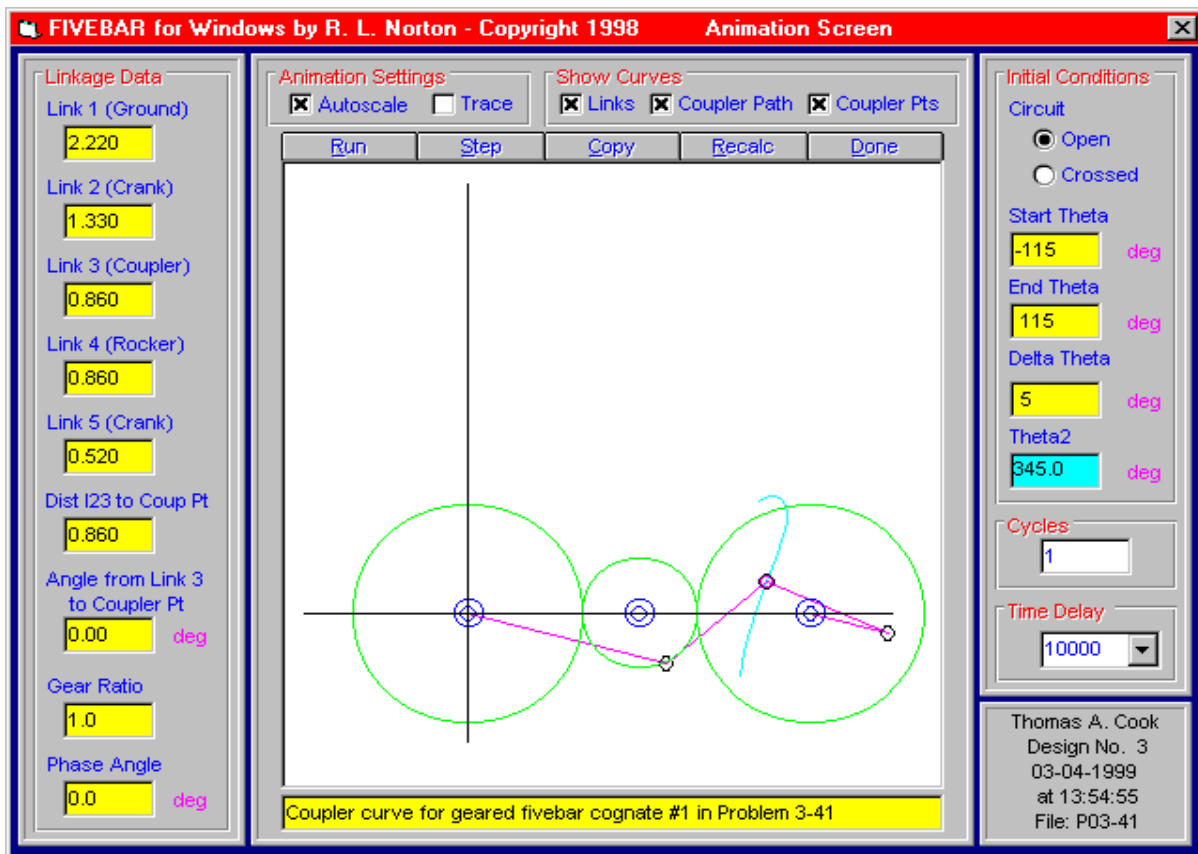 FIVEBAR for Windows by R. L. Norton - Copyright 1998 Animation Screen
Linkage Data
Link 1 (Ground)
2.220
Link 2 (Crank)
1.330
Link 3 (Coupler)
0.860
Link 4 (Rocker)
0.860
Link 5 (Crank)
0.520
Dist I23 to Coup Pt
0.860
Angle from Link 3
to Coupler Pt
0.00 deg
Gear Ratio
1.0
Phase Angle
0.0 deg
Animation Settings
Autoscale Trace
Show Curves
Links Coupler Path Coupler Pts
Run Step Copy Recalc Done
Coupler curve for geared fivebar cognate #1 in Problem 3-41
Initial Conditions
Circuit
Open
Crossed
Start Theta
-115 deg
End Theta
115 deg
Delta Theta
5 deg
Theta2
345.0 deg
Cycles
1
Time Delay
10000
Thomas A. Cook
Design No. 3
03-04-1999
at 13:54:55
File: P03-41